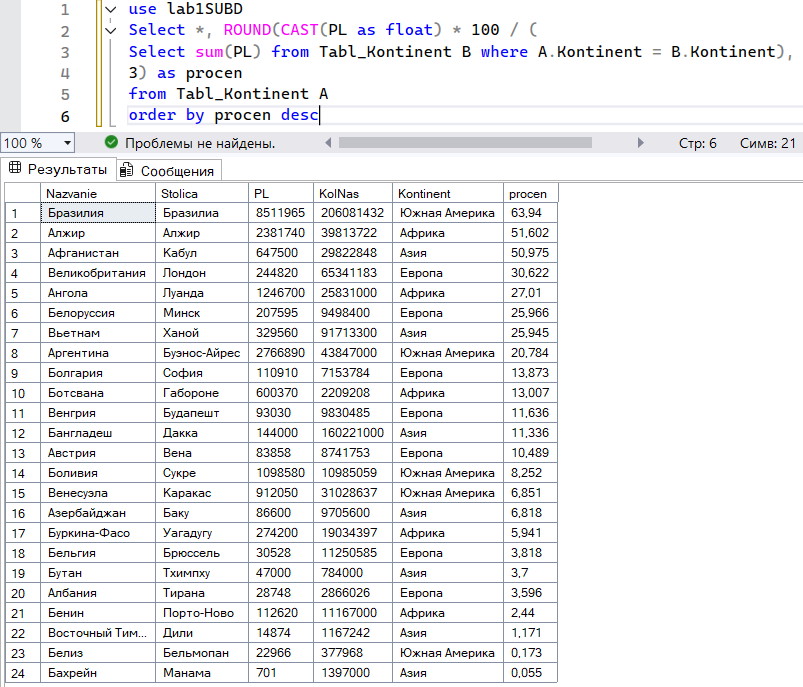 1 use lab1SUBD
2 Select *, ROUND(CAST(PL as float) * 100 / (
3 Select sum(PL) from Tabl_Kontinent B where A.Kontinent = B.Kontinent),
4 3) as procen
5 from Tabl_Kontinent A
6 order by procen desc
100 % Проблемы не найдены. Стр: 6 Симв: 21
Результаты Сообщения
Nazvanie Stolica PL KolNas Kontinent procen
1 Бразилия Бразилиа 8511965 206081432 Южная Америка 63,94
2 Алжир Алжир 2381740 39813722 Африка 51,602
3 Афганистан Кабул 647500 29822848 Азия 50,975
4 Великобритания Лондон 244820 65341183 Европа 30,622
5 Ангола Луанда 1246700 25831000 Африка 27,01
6 Белоруссия Минск 207595 9498400 Европа 25,966
7 Вьетнам Ханой 329560 91713300 Азия 25,945
8 Аргентина Буэнос-Айрес 2766890 43847000 Южная Америка 20,784
9 Болгария София 110910 7153784 Европа 13,873
10 Ботсвана Габороне 600370 2209208 Африка 13,007
11 Венгрия Будапешт 93030 9830485 Европа 11,636
12 Бангладеш Дакка 144000 160221000 Азия 11,336
13 Австрия Вена 83858 8741753 Европа 10,489
14 Боливия Сукре 1098580 10985059 Южная Америка 8,252
15 Венесуэла Каракас 912050 31028637 Южная Америка 6,851
16 Азербайджан Баку 86600 9705600 Азия 6,818
17 Буркина-Фасо Уагадугу 274200 19034397 Африка 5,941
18 Бельгия Брюссель 30528 11250585 Европа 3,818
19 Бутан Тхимпху 47000 784000 Азия 3,7
20 Албания Тирана 28748 2866026 Европа 3,596
21 Бенин Порто-Ново 112620 11167000 Африка 2,44
22 Восточный Тим... Дили 14874 1167242 Азия 1,171
23 Белиз Бельмопан 22966 377968 Южная Америка 0,173
24 Бахрейн Манама 701 1397000 Азия 0,055